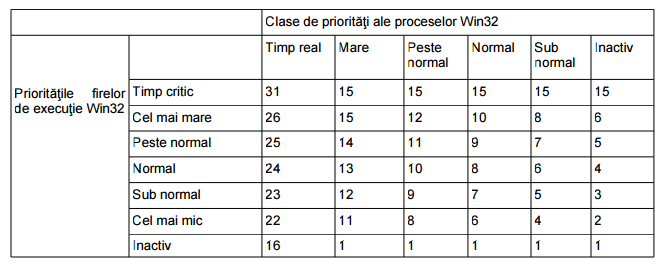 Clase de priorităţi ale proceselor Win32
Timp real Mare Peste normal Normal Sub normal Inactiv
Priorităţile firelor de execuţie Win32
Timp critic 31 15 15 15 15 15
Cel mai mare 26 15 12 10 8 6
Peste normal 25 14 11 9 7 5
Normal 24 13 10 8 6 4
Sub normal 23 12 9 7 5 3
Cel mai mic 22 11 8 6 4 2
Inactiv 16 1 1 1 1 1